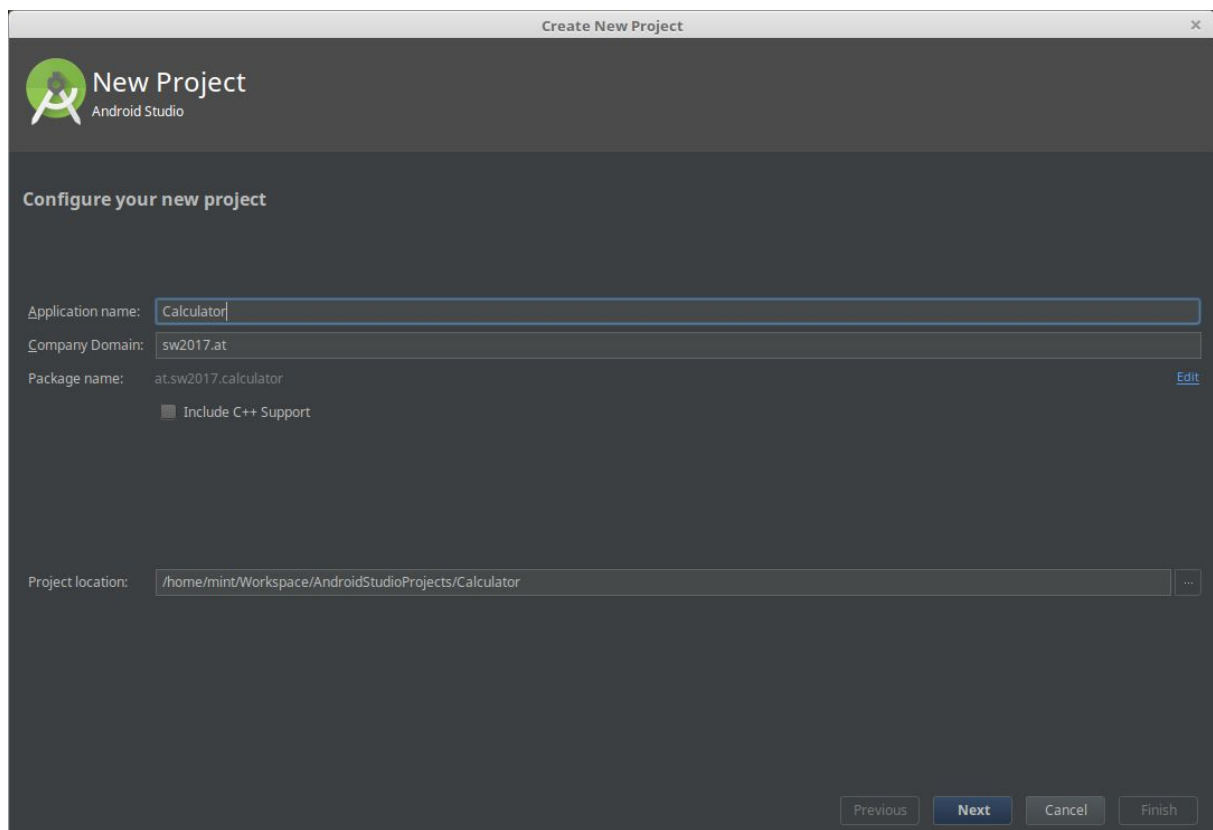 Create New Project
New Project
Android Studio
Configure your new project
Application name: Calculator
Company Domain: sw2017.at
Package name: at.sw2017.calculator Edit
Include C++ Support
Project location: /home/mint/Workspace/AndroidStudioProjects/Calculator ...
Previous Next Cancel Finish